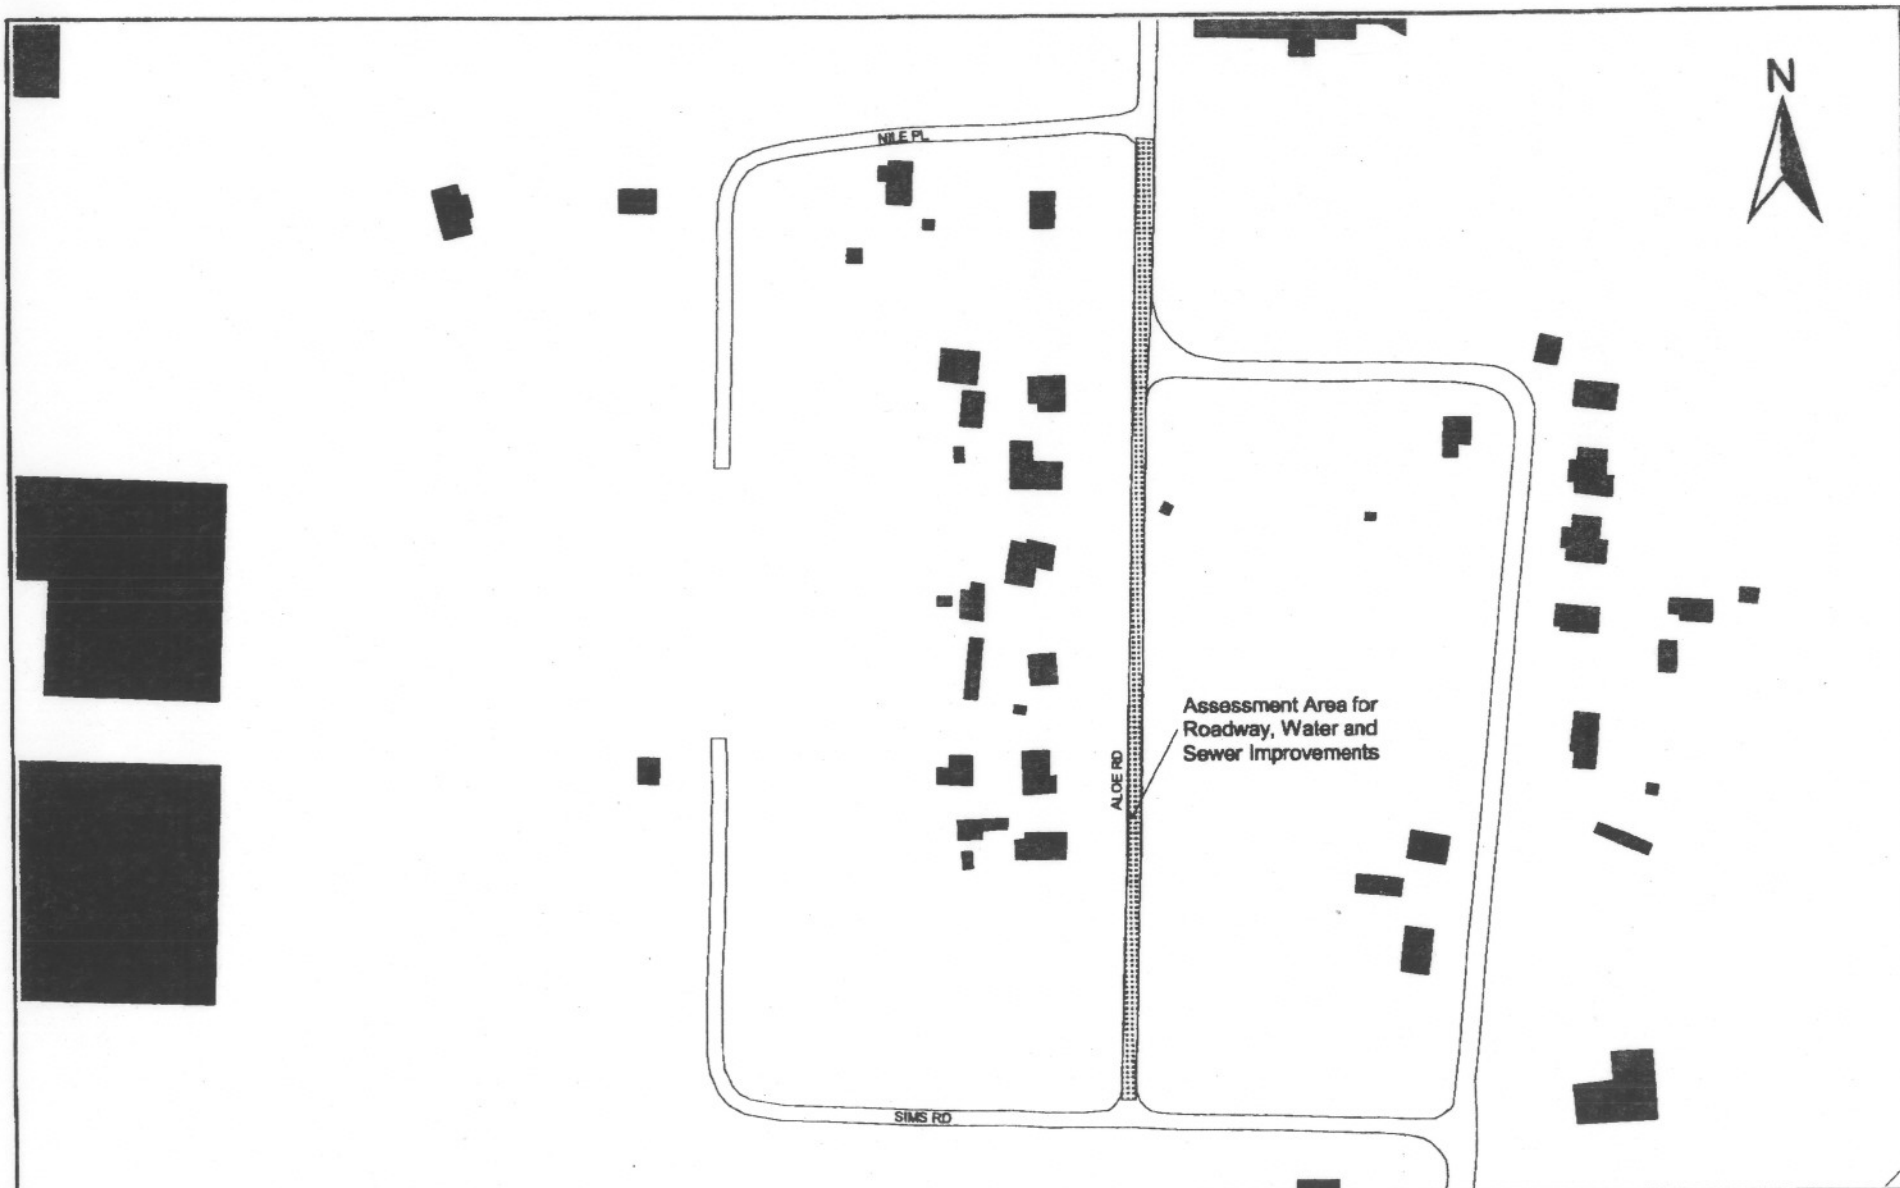 N
NILE PL
Assessment Area for
Roadway, Water and
Sewer Improvements
ALOE RD
SIMS RD